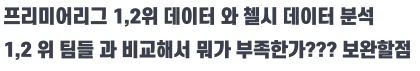 프리미어리그 1,2위 데이터 와 첼시 데이터 분석
1,2 위 팀들 과 비교해서 뭐가 부족한가??? 보완할점